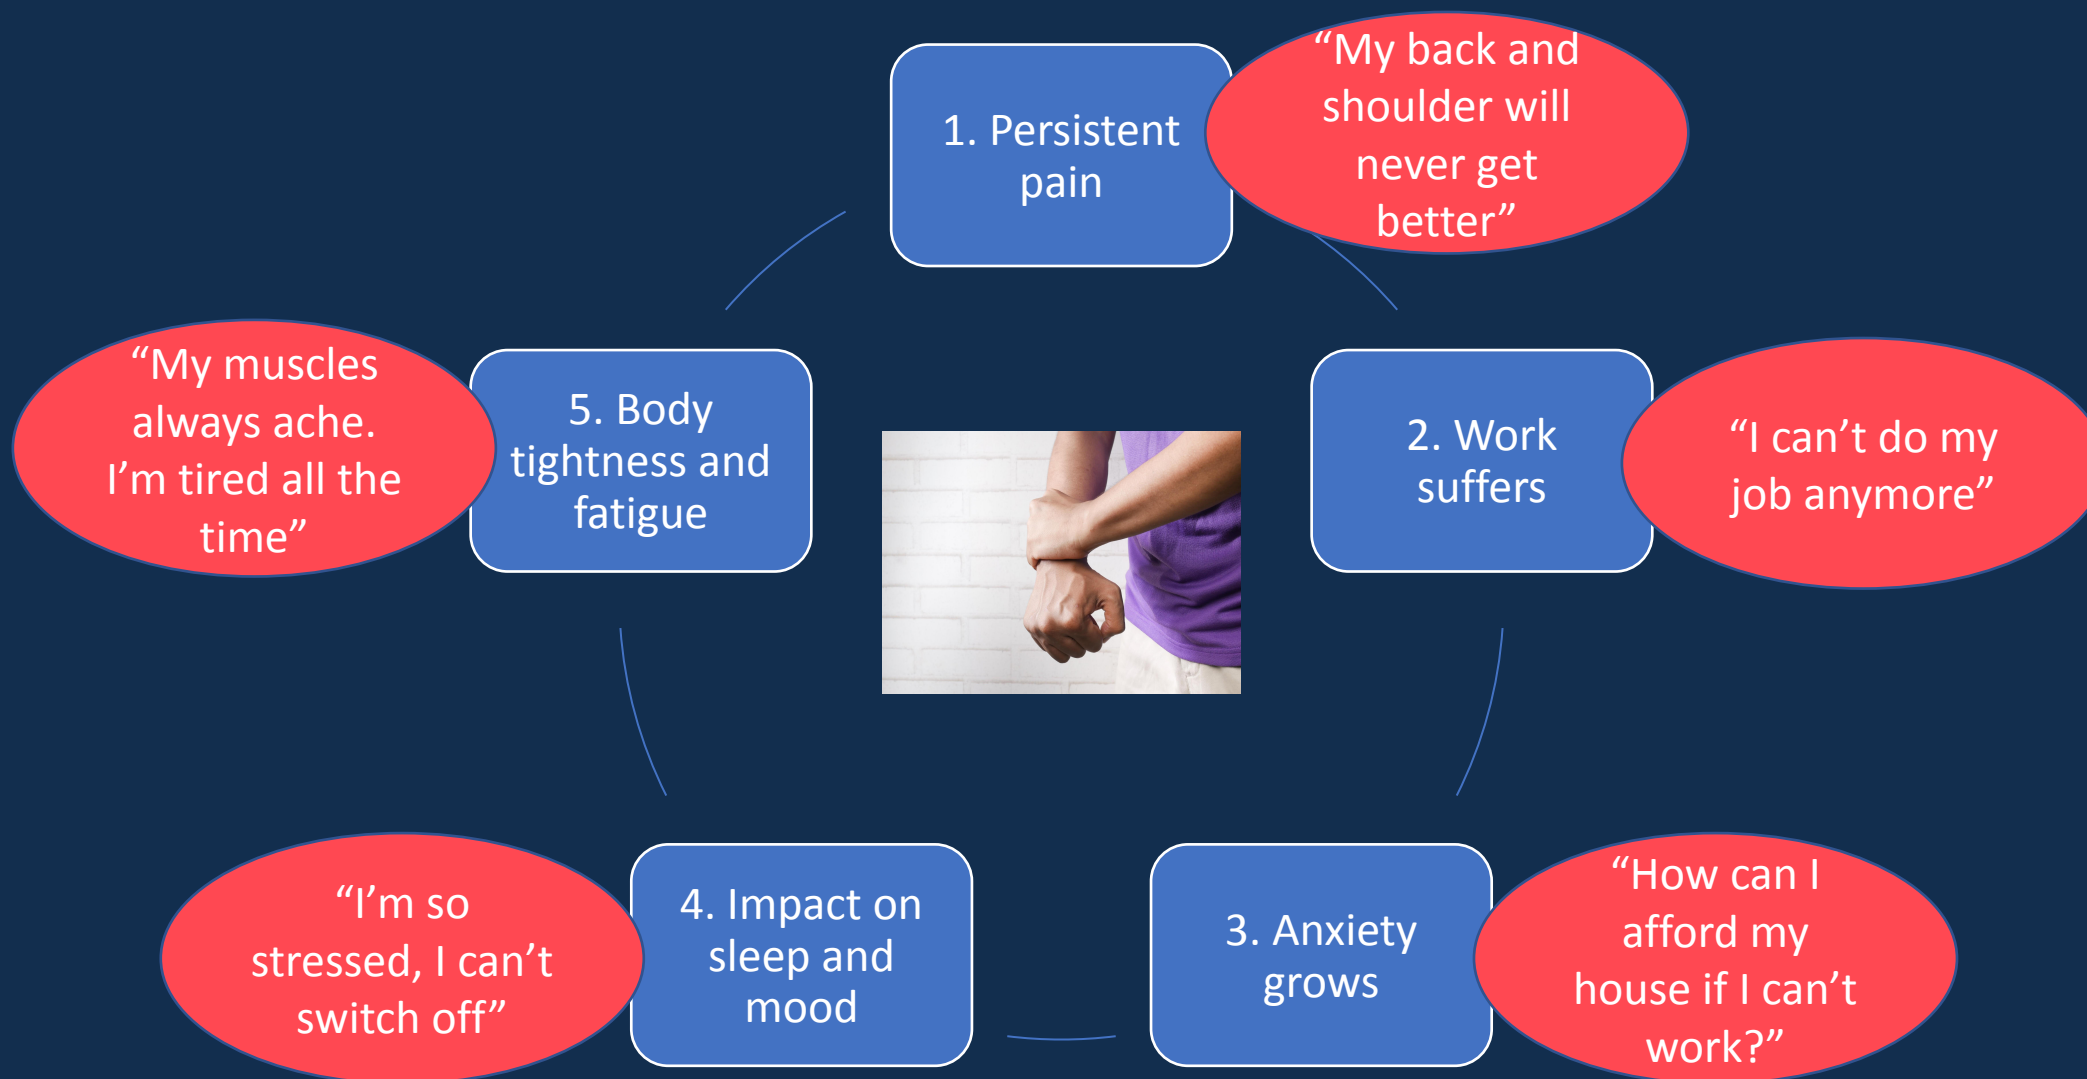 1. Persistent
pain
“My back and
shoulder will
never get
better”
2. Work
suffers
“I can’t do my
job anymore”
3. Anxiety
grows
“How can I
afford my
house if I can’t
work?”
4. Impact on
sleep and
mood
“I’m so
stressed, I can’t
switch off”
5. Body
tightness and
fatigue
“My muscles
always ache.
I’m tired all the
time”